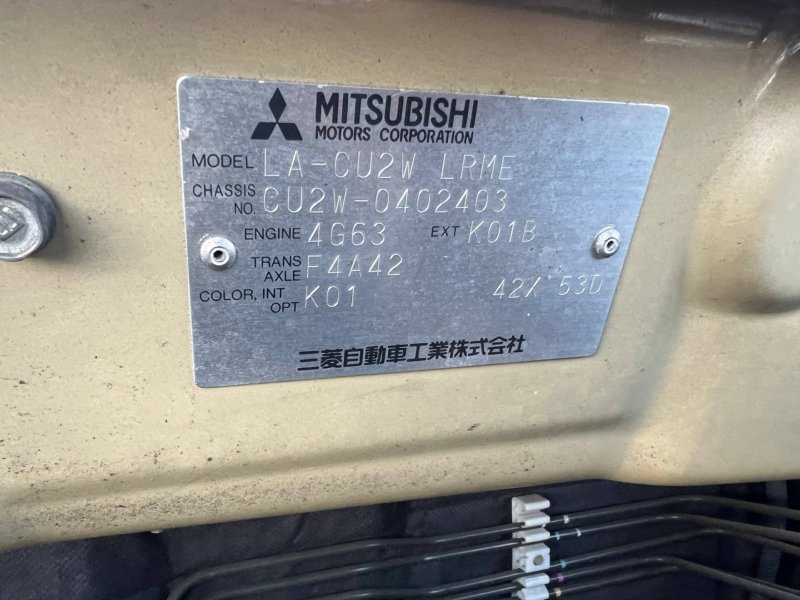 MITSUBISHI
MOTORS CORPORATION
MODEL LA-CU2W LRME
CHASSIS NO. CU2W-0402403
ENGINE 4G63 EXT K01B
TRANS AXLE F4A42
COLOR, INT OPT K01 42/ 53D
三菱自動車工業株式会社